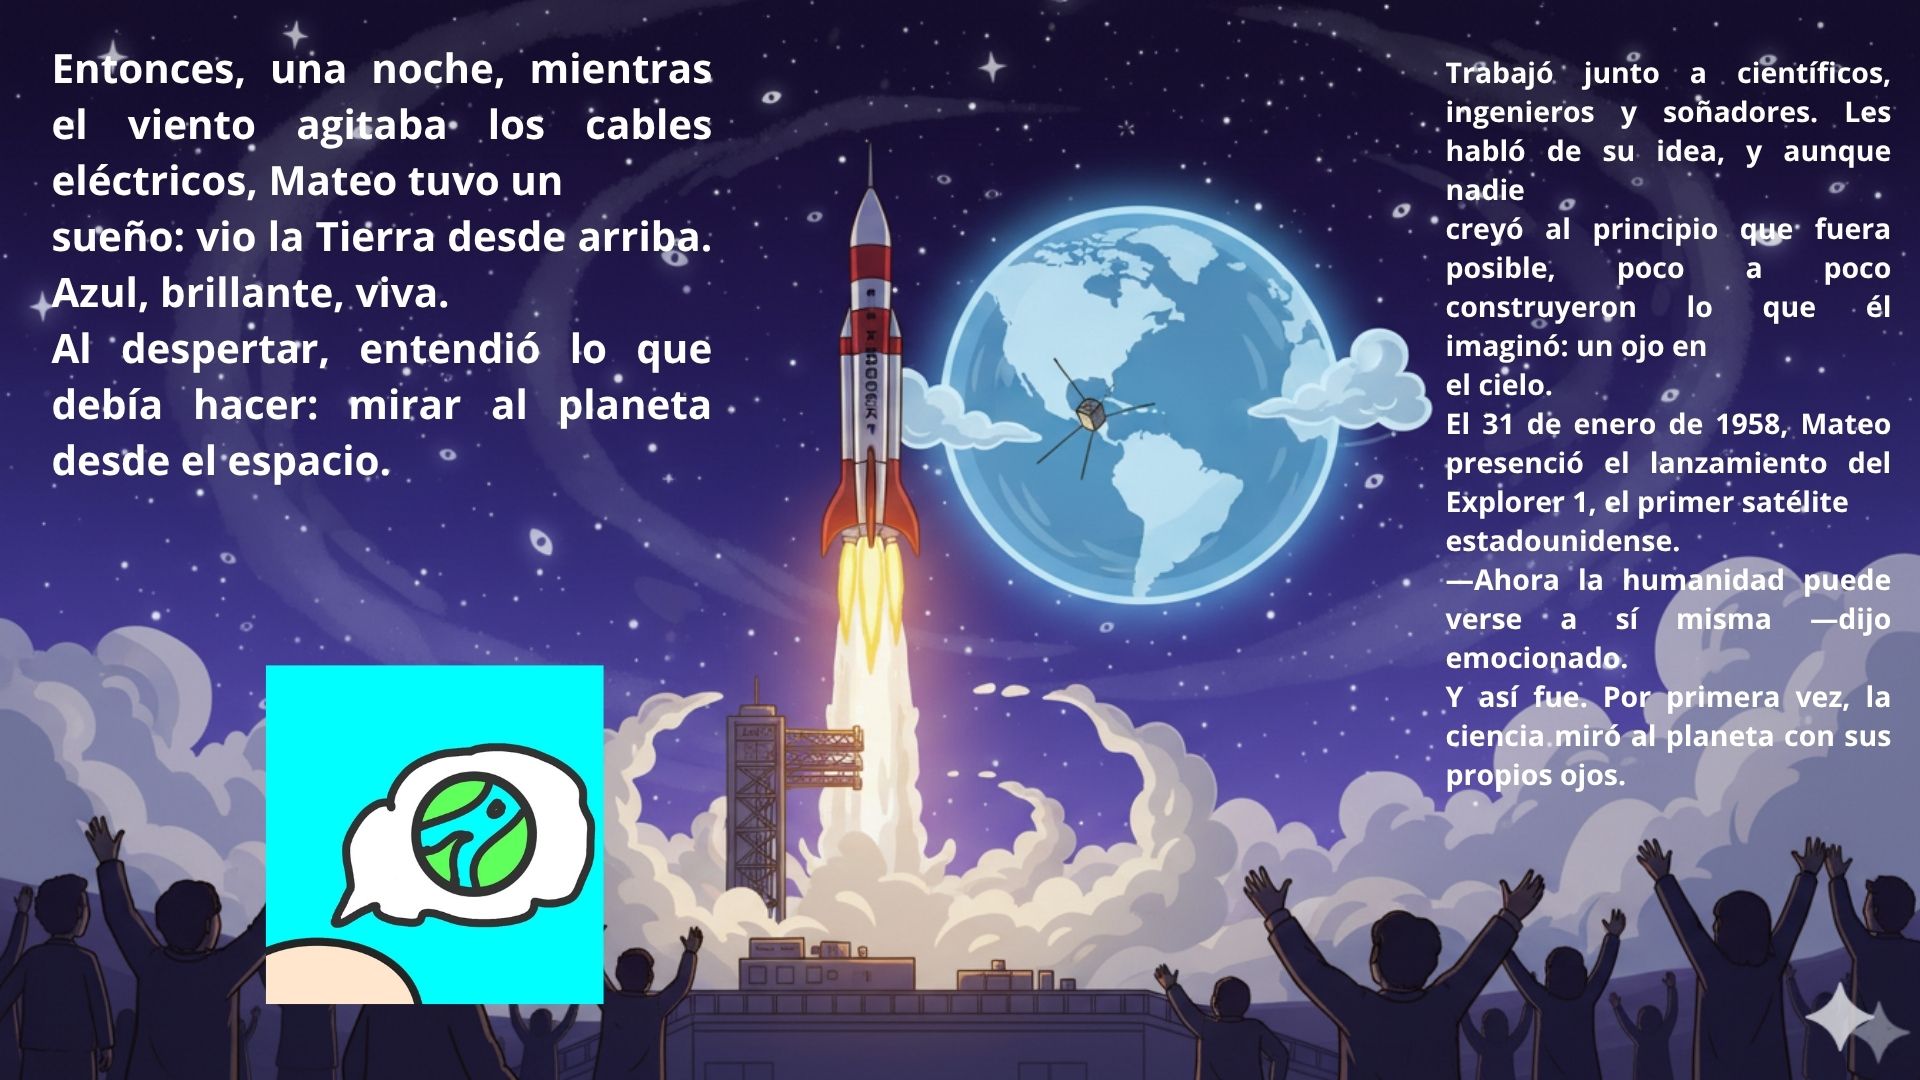 Entonces, una noche, mientras
el viento agitaba los cables
eléctricos, Mateo tuvo un
sueño: vio la Tierra desde arriba.
Azul, brillante, viva.
Al despertar, entendió lo que
debía hacer: mirar al planeta
desde el espacio.
Trabajó junto a científicos,
ingenieros y soñadores. Les
habló de su idea, y aunque
nadie
creyó al principio que fuera
posible, poco a poco
construyeron lo que él
imaginó: un ojo en
el cielo.
El 31 de enero de 1958, Mateo
presenció el lanzamiento del
Explorer 1, el primer satélite
estadounidense.
—Ahora la humanidad puede
verse a sí misma —dijo
emocionado.
Y así fue. Por primera vez, la
ciencia miró al planeta con sus
propios ojos.